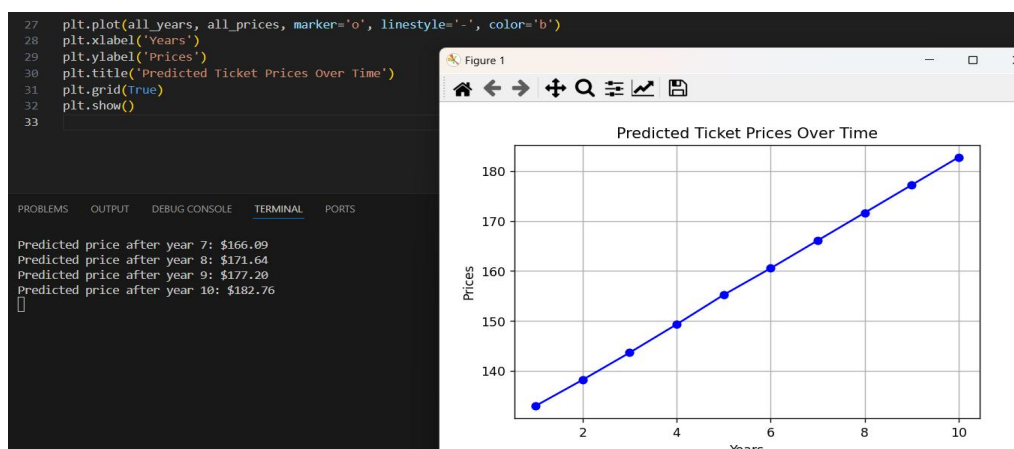 27 plt.plot(all_years, all_prices, marker='o', linestyle='-', color='b')
28 plt.xlabel('Years')
29 plt.ylabel('Prices')
30 plt.title('Predicted Ticket Prices Over Time')
31 plt.grid(True)
32 plt.show()
33
PROBLEMS OUTPUT DEBUG CONSOLE TERMINAL PORTS
Predicted price after year 7: $166.09
Predicted price after year 8: $171.64
Predicted price after year 9: $177.20
Predicted price after year 10: $182.76
Figure 1
Predicted Ticket Prices Over Time
Prices
180
170
160
150
140
2 4 6 8 10
Years